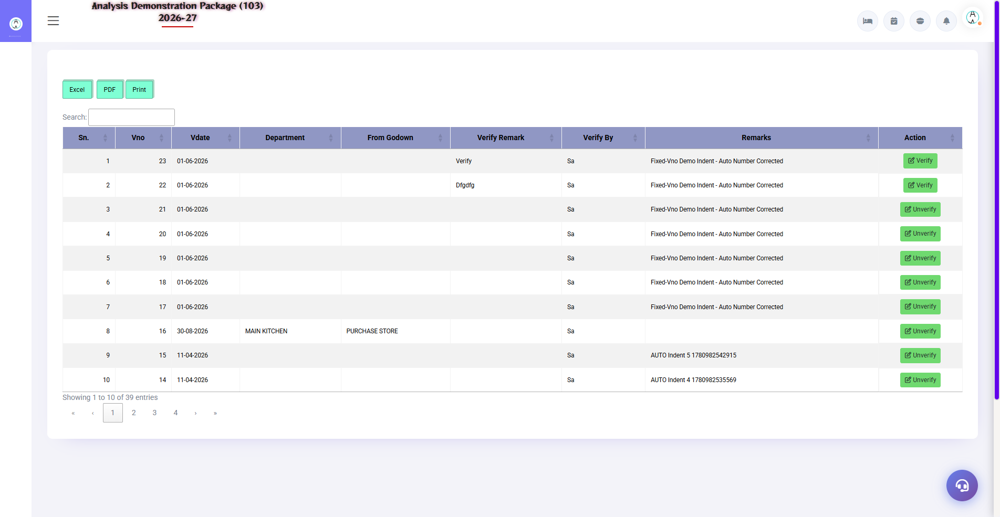 Analysis Demonstration Package (103)
2026-27
Excel PDF Print
Search:
Sn. Vno Vdate Department From Godown Verify Remark Verify By Remarks Action
1 23 01-06-2026 Verify Sa Fixed-Vno Demo Indent - Auto Number Corrected Verify
2 22 01-06-2026 Dfgdfg Sa Fixed-Vno Demo Indent - Auto Number Corrected Verify
3 21 01-06-2026 Sa Fixed-Vno Demo Indent - Auto Number Corrected Unverify
4 20 01-06-2026 Sa Fixed-Vno Demo Indent - Auto Number Corrected Unverify
5 19 01-06-2026 Sa Fixed-Vno Demo Indent - Auto Number Corrected Unverify
6 18 01-06-2026 Sa Fixed-Vno Demo Indent - Auto Number Corrected Unverify
7 17 01-06-2026 Sa Fixed-Vno Demo Indent - Auto Number Corrected Unverify
8 16 30-08-2026 MAIN KITCHEN PURCHASE STORE Sa Unverify
9 15 11-04-2026 Sa AUTO Indent 5 1780982542915 Unverify
10 14 11-04-2026 Sa AUTO Indent 4 1780982535569 Unverify
Showing 1 to 10 of 39 entries
« ‹ 1 2 3 4 › »